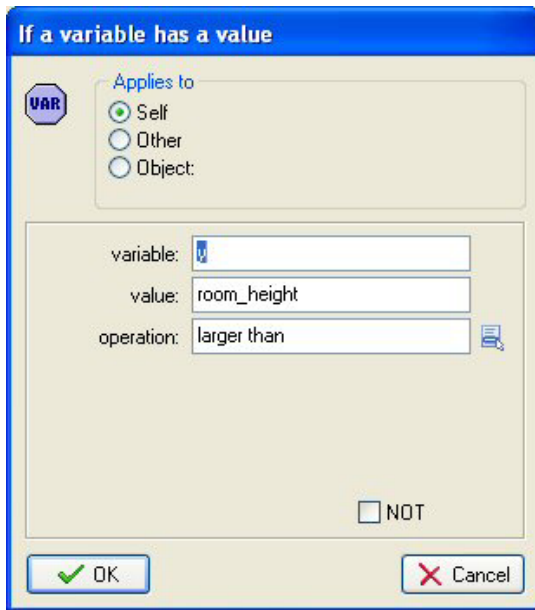 If a variable has a value
VAR
Applies to
Self
Other
Object:
variable: y
value: room_height
operation: larger than
NOT
OK
Cancel